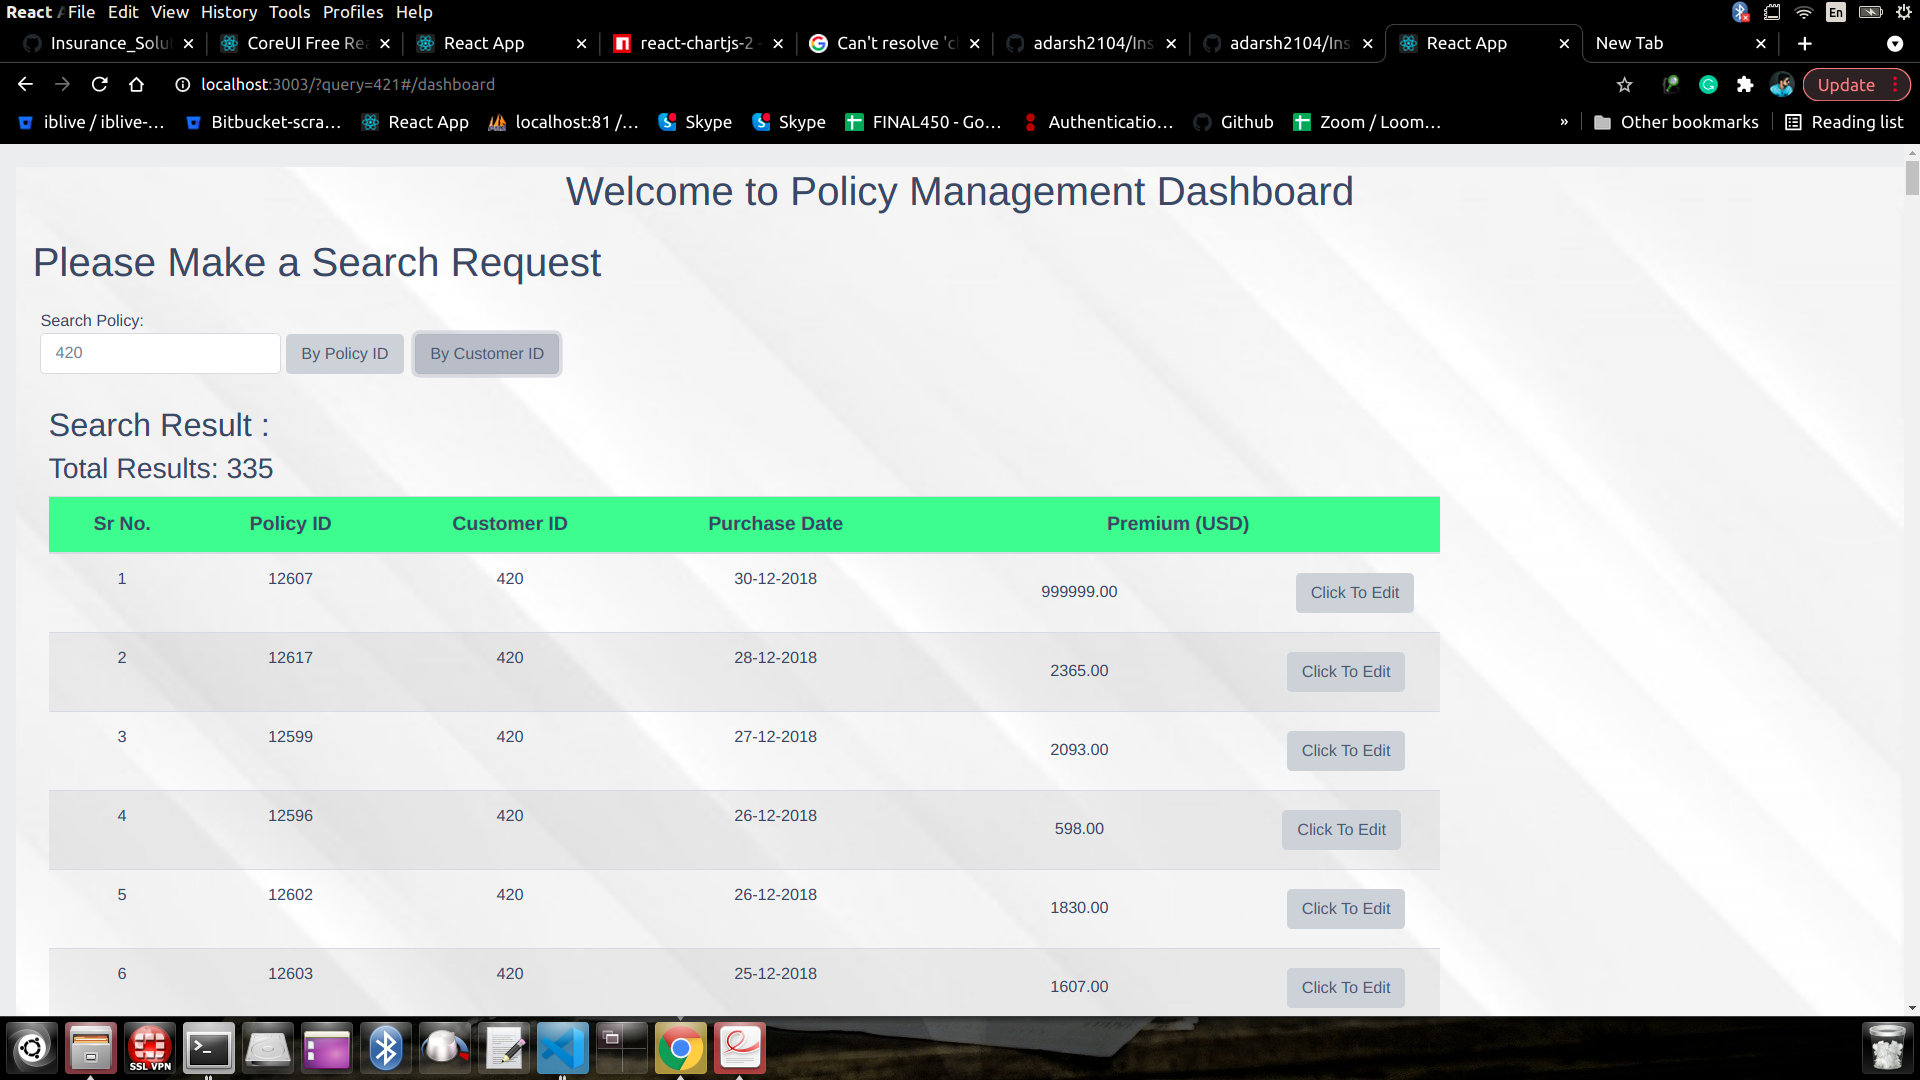 React A File Edit View History Tools Profiles Help
En
Insurance_Solut CoreUI Free Rea React App react-chartjs-2 - Can't resolve 'ch adarsh2104/Ins adarsh2104/Ins React App New Tab
localhost:3003/?query=421#/dashboard Update
iblive / iblive-... Bitbucket-scra... React App localhost:81 /... Skype Skype FINAL450 - Go... Authenticatio... Github Zoom / Loom... » Other bookmarks Reading list
Welcome to Policy Management Dashboard
Please Make a Search Request
Search Policy:
420 By Policy ID By Customer ID
Search Result :
Total Results: 335
Sr No. Policy ID Customer ID Purchase Date Premium (USD)
1 12607 420 30-12-2018 999999.00 Click To Edit
2 12617 420 28-12-2018 2365.00 Click To Edit
3 12599 420 27-12-2018 2093.00 Click To Edit
4 12596 420 26-12-2018 598.00 Click To Edit
5 12602 420 26-12-2018 1830.00 Click To Edit
6 12603 420 25-12-2018 1607.00 Click To Edit
SSL VPN